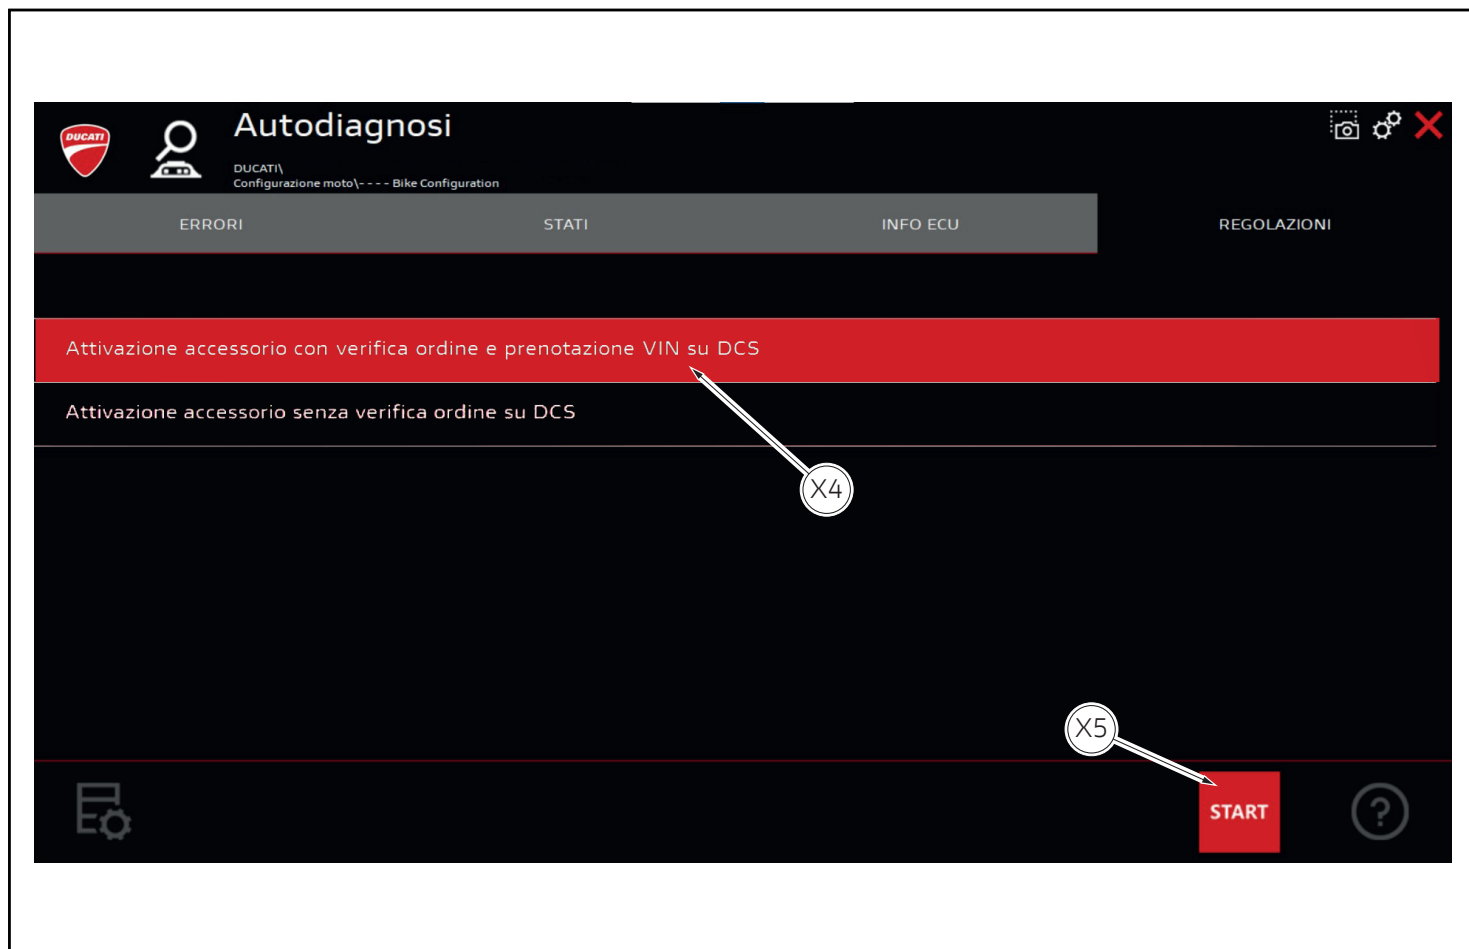 DUCATI
Autodiagnosi
DUCATI\
Configurazione moto\---- Bike Configuration
ERRORI STATI INFO ECU REGOLAZIONI
Attivazione accessorio con verifica ordine e prenotazione VIN su DCS
Attivazione accessorio senza verifica ordine su DCS
X4
X5
START
?